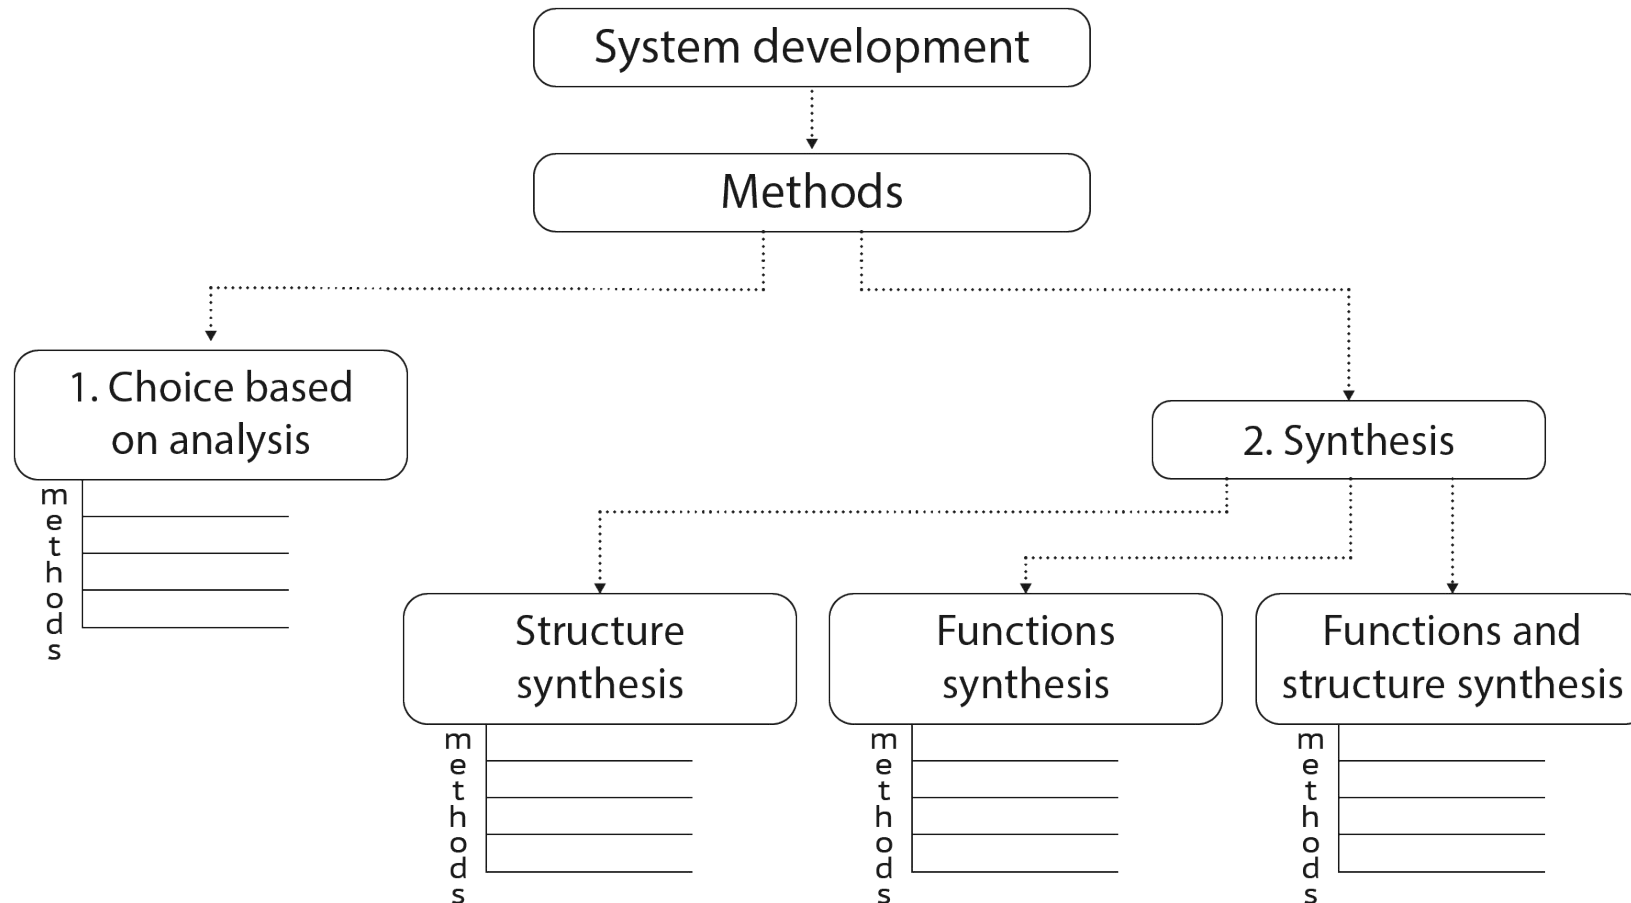 System development
Methods
1. Choice based
on analysis
methods
2. Synthesis
Structure
synthesis
methods
Functions
synthesis
methods
Functions and
structure synthesis
methods